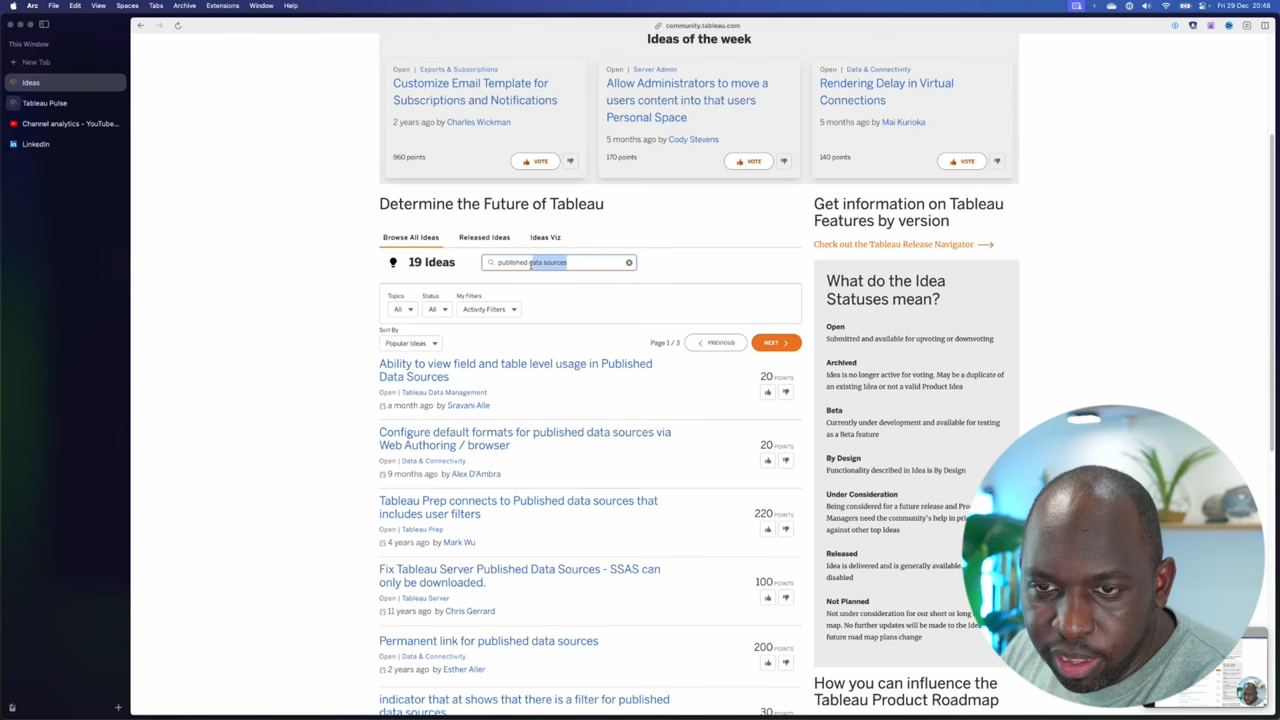 Arc File Edit View Spaces Tabs Archive Extensions Window Help
Fri 29 Dec 20:48
This Window
New Tab
Ideas
Tableau Pulse
Channel analytics - YouTube...
LinkedIn
community.tableau.com
Ideas of the week
Open | Exports & Subscriptions
Customize Email Template for
Subscriptions and Notifications
2 years ago by Charles Wickman
960 points
VOTE
Open | Server Admin
Allow Administrators to move a
users content into that users
Personal Space
5 months ago by Cody Stevens
170 points
VOTE
Open | Data & Connectivity
Rendering Delay in Virtual
Connections
5 months ago by Mai Kurioka
140 points
VOTE
Determine the Future of Tableau
Browse All Ideas Released Ideas Ideas Viz
19 Ideas
published data sources
Topics Status My Filters
All All Activity Filters
Sort By
Popular Ideas
Page 1 / 3 PREVIOUS NEXT
Ability to view field and table level usage in Published
Data Sources
20 POINTS
Open | Tableau Data Management
a month ago by Sravani Alle
Configure default formats for published data sources via
Web Authoring / browser
20 POINTS
Open | Data & Connectivity
9 months ago by Alex D'Ambra
Tableau Prep connects to Published data sources that
includes user filters
220 POINTS
Open | Tableau Prep
4 years ago by Mark Wu
Fix Tableau Server Published Data Sources - SSAS can
only be downloaded.
100 POINTS
Open | Tableau Server
11 years ago by Chris Gerrard
Permanent link for published data sources
200 POINTS
Open | Data & Connectivity
2 years ago by Esther Aller
indicator that at shows that there is a filter for published
data sources
30 POINTS
Get information on Tableau
Features by version
Check out the Tableau Release Navigator
What do the Idea
Statuses mean?
Open
Submitted and available for upvoting or downvoting
Archived
Idea is no longer active for voting. May be a duplicate of
an existing Idea or not a valid Product Idea
Beta
Currently under development and available for testing
as a Beta feature
By Design
Functionality described in Idea is By Design
Under Consideration
Being considered for a future release and
Managers need the community's help in
against other top Ideas
Released
Idea is delivered and is generally available.
disabled
Not Planned
Not under consideration for our short or long
map. No further updates will be made to the
future road map plans change
How you can influence the
Tableau Product Roadmap